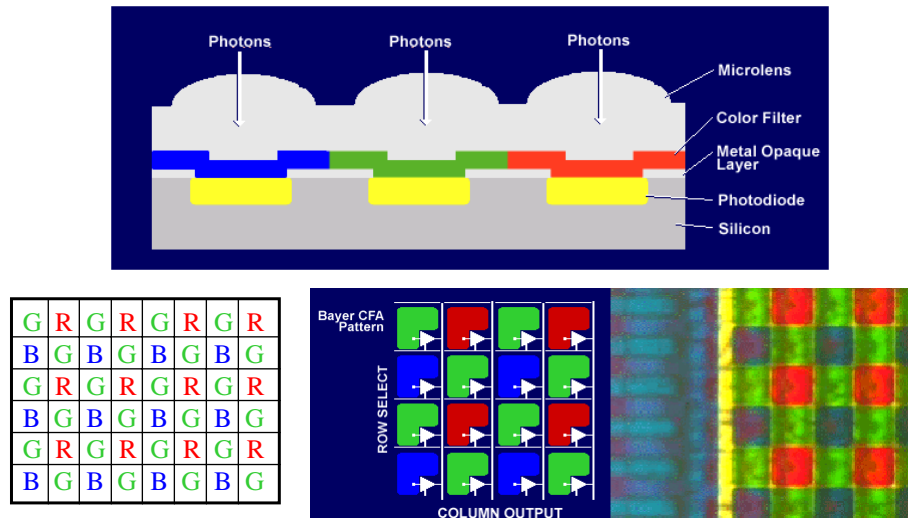 Photons Photons Photons
Microlens
Color Filter
Metal Opaque
Layer
Photodiode
Silicon
G R G R G R G R
B G B G B G B G
G R G R G R G R
B G B G B G B G
G R G R G R G R
B G B G B G B G
Bayer CFA
Pattern
ROW SELECT
COLUMN OUTPUT